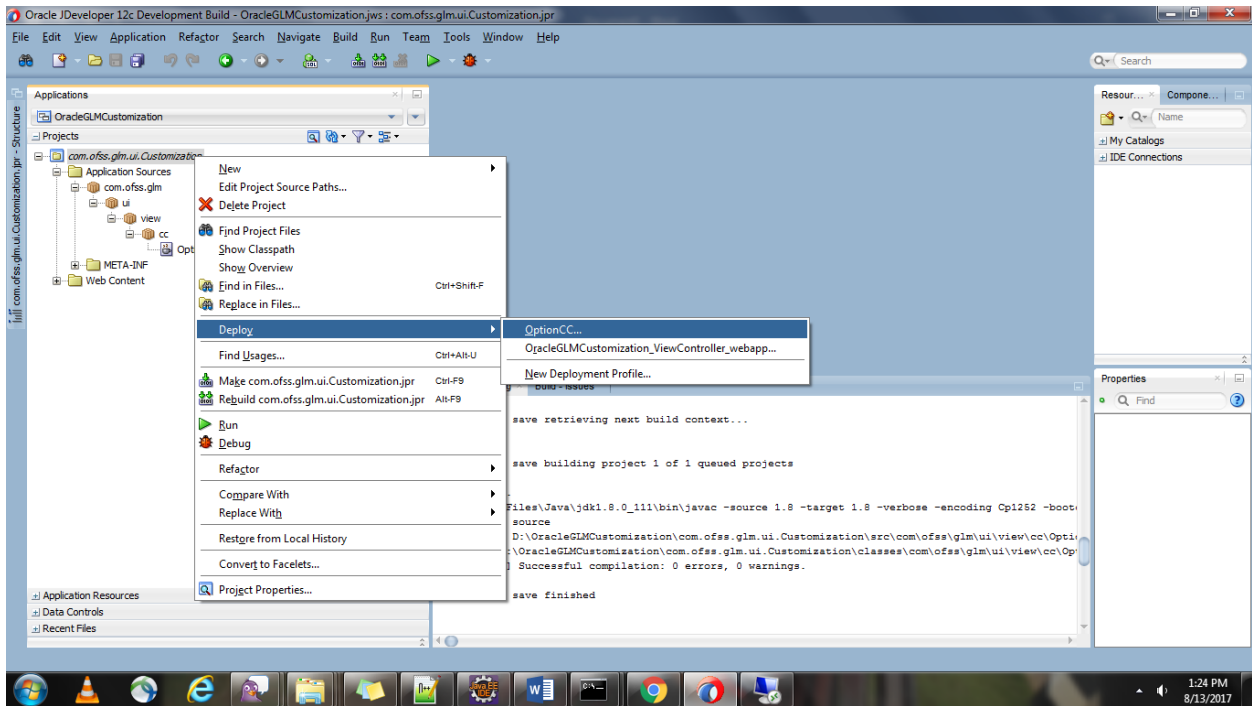 Oracle JDeveloper 12c Development Build - OracleGLMCustomization.jws : com.ofss.glm.ui.Customization.jpr
File Edit View Application Refactor Search Navigate Build Run Team Tools Window Help
Search
Applications
OracleGLMCustomization
Projects
com.ofss.glm.ui.Customization
Application Sources
com.ofss.glm
ui
view
cc
Opt
META-INF
Web Content
com.ofss.glm.ui.Customization.jpr - Structure
New
Edit Project Source Paths...
Delete Project
Find Project Files
Show Classpath
Show Overview
Find in Files... Ctrl+Shift-F
Replace in Files...
Deploy
Find Usages... Ctrl+Alt-U
Make com.ofss.glm.ui.Customization.jpr Ctrl-F9
Rebuild com.ofss.glm.ui.Customization.jpr Alt-F9
Run
Debug
Refactor
Compare With
Replace With
Restore from Local History
Convert to Facelets...
Project Properties...
OptionCC...
OracleGLMCustomization_ViewController_webapp...
New Deployment Profile...
Build - Issues
save retrieving next build context...
save building project 1 of 1 queued projects
Files\Java\jdk1.8.0_111\bin\javac -source 1.8 -target 1.8 -verbose -encoding Cp1252 -boot
source
D:\OracleGLMCustomization\com.ofss.glm.ui.Customization\src\com\ofss\glm\ui\view\cc\Opti
:\OracleGLMCustomization\com.ofss.glm.ui.Customization\classes\com\ofss\glm\ui\view\cc\Op
] Successful compilation: 0 errors, 0 warnings.
save finished
Application Resources
Data Controls
Recent Files
Resour... Compone...
Name
My Catalogs
IDE Connections
Properties
Find
1:24 PM
8/13/2017